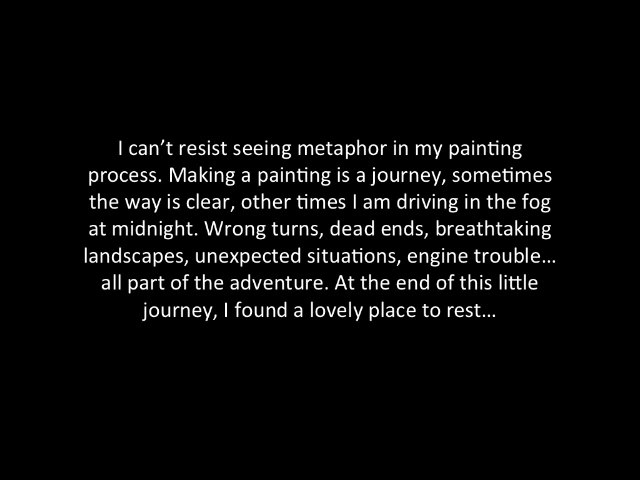 I can’t resist seeing metaphor in my painting
process. Making a painting is a journey, sometimes
the way is clear, other times I am driving in the fog
at midnight. Wrong turns, dead ends, breathtaking
landscapes, unexpected situations, engine trouble…
all part of the adventure. At the end of this little
journey, I found a lovely place to rest…